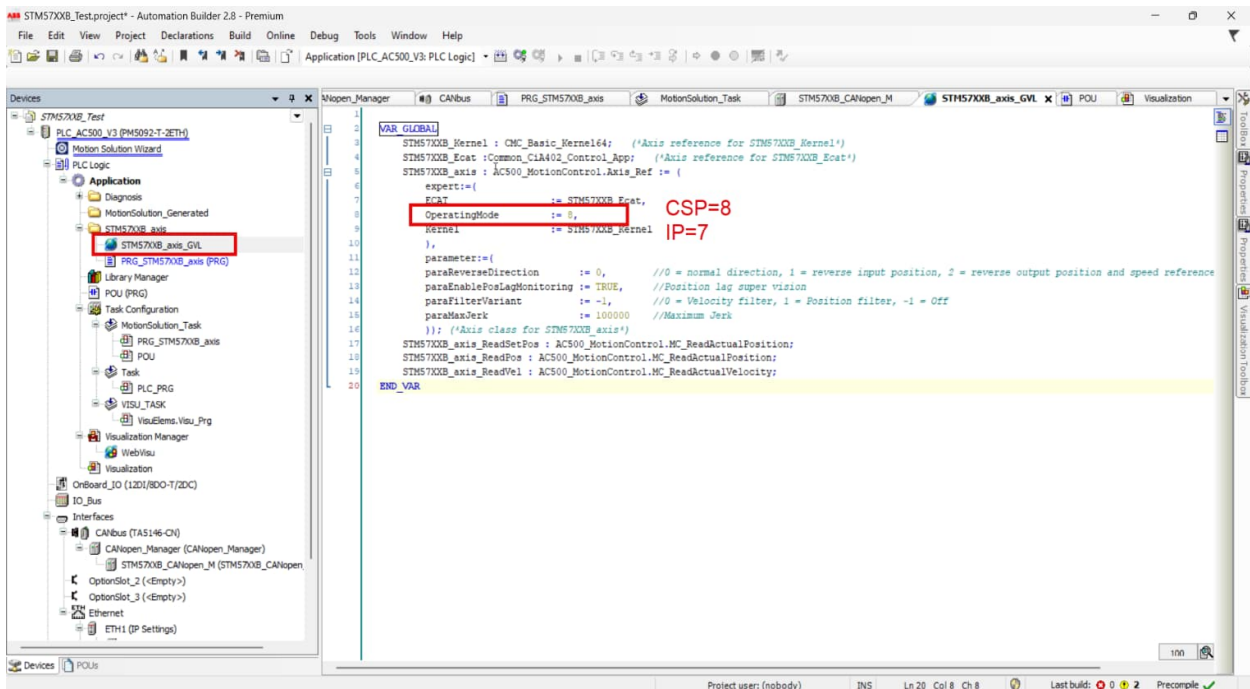 ABB STM57XXB_Test.project* - Automation Builder 2.8 - Premium
File Edit View Project Declarations Build Online Debug Tools Window Help
Application [PLC_AC500_V3: PLC Logic]
Devices
ANopen_Manager CANbus PRG_STM57XXB_axis MotionSolution_Task STM57XXB_CANopen_M STM57XXB_axis_GVL POU Visualization
STM57XXB_Test
PLC_AC500_V3 (PM5092-T-2ETH)
Motion Solution Wizard
PLC Logic
Application
Diagnosis
MotionSolution_Generated
STM57XXB_axis
STM57XXB_axis_GVL
PRG_STM57XXB_axis (PRG)
Library Manager
POU (PRG)
Task Configuration
MotionSolution_Task
PRG_STM57XXB_axis
POU
Task
PLC_PRG
VISU_TASK
VisuElems.Visu_Prg
Visualization Manager
WebVisu
Visualization
OnBoard_IO (12DI/8DO-T/2DC)
IO_Bus
Interfaces
CANbus (TA5146-CN)
CANopen_Manager (CANopen_Manager)
STM57XXB_CANopen_M (STM57XXB_CANopen_
OptionSlot_2 (<Empty>)
OptionSlot_3 (<Empty>)
Ethernet
ETH1 (IP Settings)
Devices POUs
1
2 VAR_GLOBAL
3 STM57XXB_Kernel : CMC_Basic_Kernel64; (*Axis reference for STM57XXB_Kernel*)
4 STM57XXB_Ecat :Common_CiA402_Control_App; (*Axis reference for STM57XXB_Ecat*)
5 STM57XXB_axis : AC500_MotionControl.Axis_Ref := (
6 expert:=(
7 ECAT := STM57XXB_Ecat,
8 OperatingMode := 8,
9 Kernel := STM57XXB_Kernel
10 ),
11 parameter:=(
12 paraReverseDirection := 0, //0 = normal direction, 1 = reverse input position, 2 = reverse output position and speed reference
13 paraEnablePosLagMonitoring := TRUE, //Position lag super vision
14 paraFilterVariant := -1, //0 = Velocity filter, 1 = Position filter, -1 = Off
15 paraMaxJerk := 100000 //Maximum Jerk
16 )); (*Axis class for STM57XXB_axis*)
17 STM57XXB_axis_ReadSetPos : AC500_MotionControl.MC_ReadActualPosition;
18 STM57XXB_axis_ReadPos : AC500_MotionControl.MC_ReadActualPosition;
19 STM57XXB_axis_ReadVel : AC500_MotionControl.MC_ReadActualVelocity;
20 END_VAR
CSP=8
IP=7
ToolBox
Properties
Properties
Visualization Toolbox
100
Project user: (nobody) INS Ln 20 Col 8 Ch 8 Last build: 0 2 Precompile